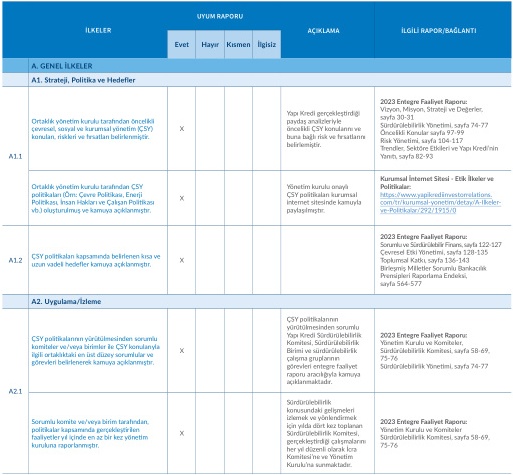 İLKELER
UYUM RAPORU
Evet
Hayır
Kısmen
İlgisiz
AÇIKLAMA
İLGİLİ RAPOR/BAĞLANTI
A. GENEL İLKELER
A1. Strateji, Politika ve Hedefler
A1.1
Ortaklık yönetim kurulu tarafından öncelikli
çevresel, sosyal ve kurumsal yönetim (ÇSY)
konuları, riskleri ve fırsatları belirlenmiştir.
X
Yapı Kredi gerçekleştirdiği
paydaş analizleriyle
öncelikli ÇSY konularını ve
buna bağlı risk ve fırsatlarını
belirlemiştir.
2023 Entegre Faaliyet Raporu:
Vizyon, Misyon, Strateji ve Değerler,
sayfa 30-31
Sürdürülebilirlik Yönetimi, sayfa 74-77
Öncelikli Konular sayfa 97-99
Risk Yönetimi, sayfa 104-117
Trendler, Sektöre Etkileri ve Yapı Kredi'nin
Yanıtı, sayfa 82-93
Ortaklık yönetim kurulu tarafından ÇSY
politikaları (Örn: Çevre Politikası, Enerji
Politikası, İnsan Hakları ve Çalışan Politikası
vb.) oluşturulmuş ve kamuya açıklanmıştır.
X
Yönetim kurulu onaylı
ÇSY politikaları kurumsal
internet sitesinde kamuyla
paylaşılmıştır.
Kurumsal İnternet Sitesi - Etik İlkeler ve
Politikalar:
https://www.yapikrediinvestorrelations.
com/tr/kurumsal-yonetim/detay/A-Ilkeler-
ve-Politikalar/292/1915/0
A1.2
ÇSY politikaları kapsamında belirlenen kısa ve
uzun vadeli hedefler kamuya açıklanmıştır.
X
2023 Entegre Faaliyet Raporu:
Sorumlu ve Sürdürülebilir Finans, sayfa 122-127
Çevresel Etki Yönetimi, sayfa 128-135
Toplumsal Katkı, sayfa 136-143
Birleşmiş Milletler Sorumlu Bankacılık
Prensipleri Raporlama Endeksi,
sayfa 564-577
A2. Uygulama/İzleme
A2.1
ÇSY politikalarının yürütülmesinden sorumlu
komiteler ve/veya birimler ile ÇSY konularıyla
ilgili ortaklıktaki en üst düzey sorumlular ve
görevleri belirlenerek kamuya açıklanmıştır.
X
ÇSY politikalarının
yürütülmesinden sorumlu
Yapı Kredi Sürdürülebilirlik
Komitesi, Sürdürülebilirlik
Birimi ve sürdürülebilirlik
çalışma gruplarının
görevleri entegre faaliyet
raporu aracılığıyla kamuya
açıklanmaktadır.
2023 Entegre Faaliyet Raporu:
Yönetim Kurulu ve Komiteler,
Sürdürülebilirlik Komitesi, sayfa 58-69,
75-76
Sürdürülebilirlik Yönetimi, sayfa 74-77
Sorumlu komite ve/veya birim tarafından,
politikalar kapsamında gerçekleştirilen
faaliyetler yıl içinde en az bir kez yönetim
kuruluna raporlanmıştır.
X
Sürdürülebilirlik
konusundaki gelişmeleri
izlemek ve yönlendirmek
için yılda dört kez toplanan
Sürdürülebilirlik Komitesi,
gerçekleştirdiği çalışmaları
her yıl düzenli olarak İcra
Komitesi'ne ve Yönetim
Kurulu'na sunmaktadır.
2023 Entegre Faaliyet Raporu:
Yönetim Kurulu ve Komiteler
Sürdürülebilirlik Komitesi, sayfa 58-69,
75-76